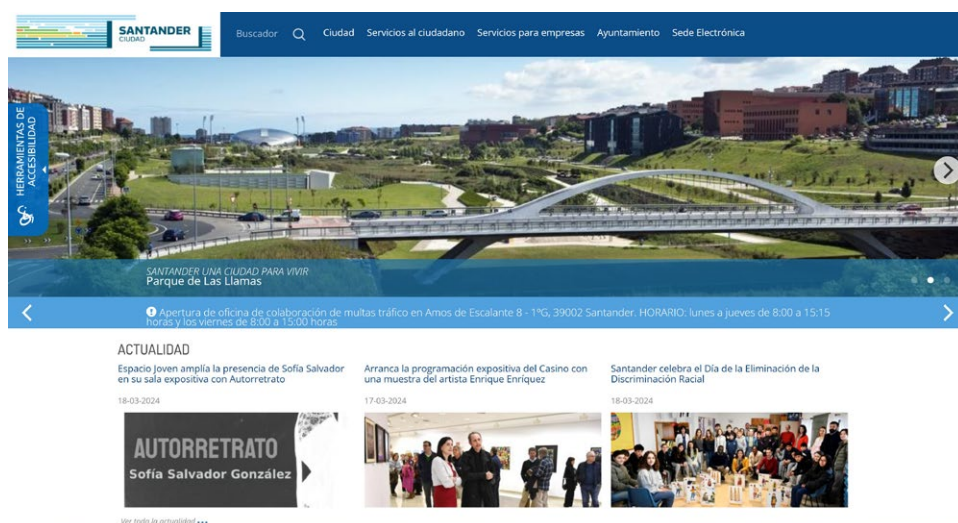 SANTANDER
CIUDAD
Buscador
Ciudad
Servicios al ciudadano
Servicios para empresas
Ayuntamiento
Sede Electrónica
HERRAMIENTAS DE
ACCESIBILIDAD
SANTANDER UNA CIUDAD PARA VIVIR
Parque de Las Llamas
Apertura de oficina de colaboración de multas tráfico en Amos de Escalante 8 - 1ºG, 39002 Santander. HORARIO: lunes a jueves de 8:00 a 15:15
horas y los viernes de 8:00 a 15:00 horas
ACTUALIDAD
Espacio Joven amplía la presencia de Sofía Salvador
en su sala expositiva con Autorretrato
18-03-2024
AUTORRETRATO
Sofía Salvador González
Arranca la programación expositiva del Casino con
una muestra del artista Enrique Enríquez
17-03-2024
Santander celebra el Día de la Eliminación de la
Discriminación Racial
18-03-2024
Ver toda la actualidad •••